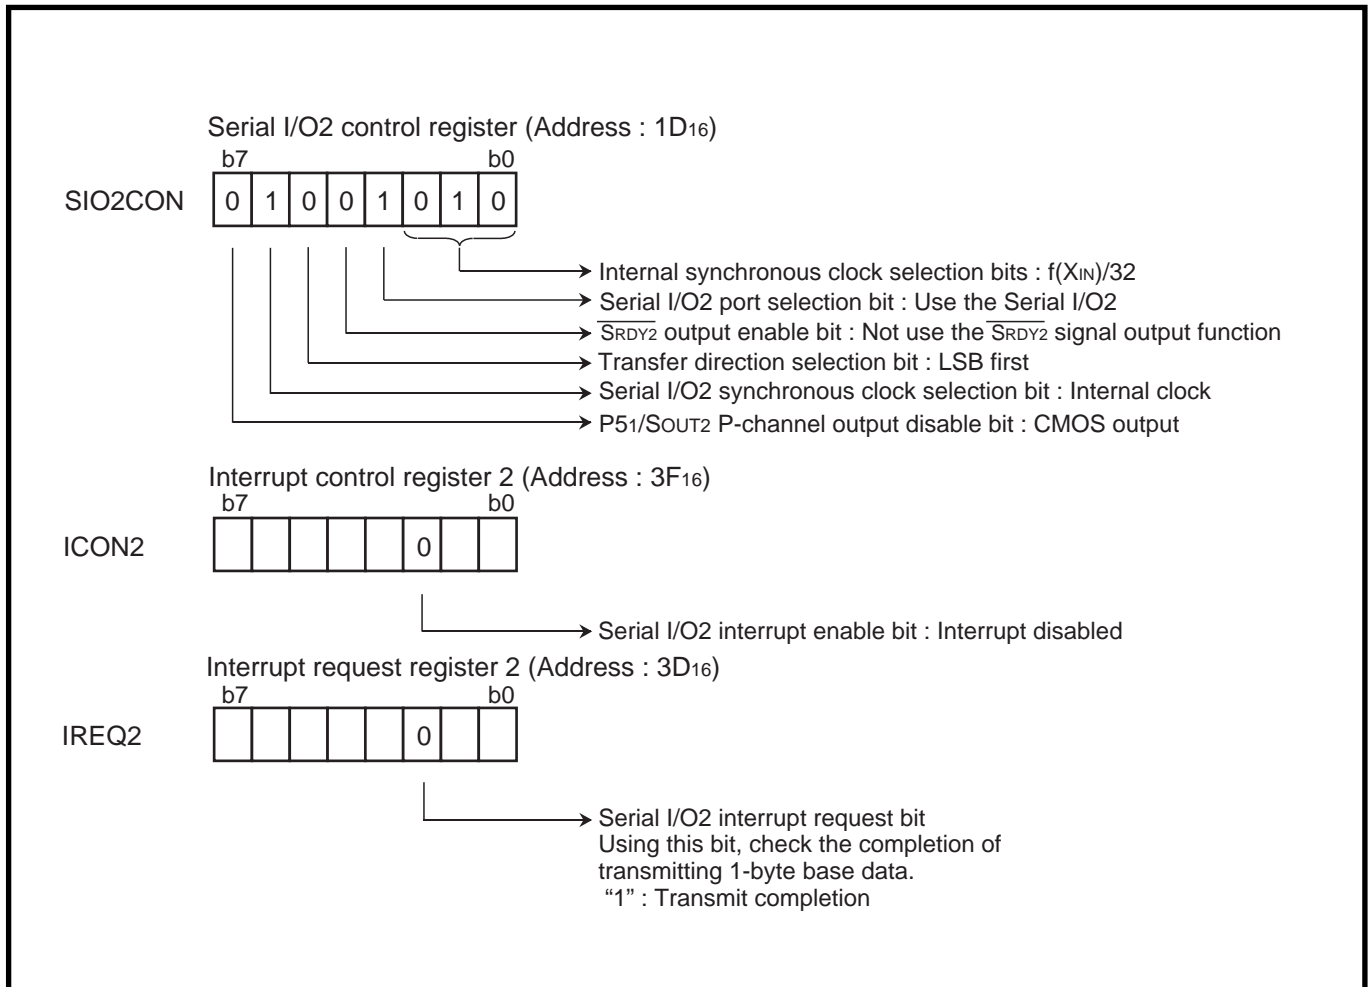 Serial I/O2 control register (Address : 1D16)
b7 b0
SIO2CON 0 1 0 0 1 0 1 0
Internal synchronous clock selection bits : f(XIN)/32
Serial I/O2 port selection bit : Use the Serial I/O2
SRDY2 output enable bit : Not use the SRDY2 signal output function
Transfer direction selection bit : LSB first
Serial I/O2 synchronous clock selection bit : Internal clock
P51/SOUT2 P-channel output disable bit : CMOS output
Interrupt control register 2 (Address : 3F16)
b7 b0
ICON2 0
Serial I/O2 interrupt enable bit : Interrupt disabled
Interrupt request register 2 (Address : 3D16)
b7 b0
IREQ2 0
Serial I/O2 interrupt request bit
Using this bit, check the completion of
transmitting 1-byte base data.
“1” : Transmit completion